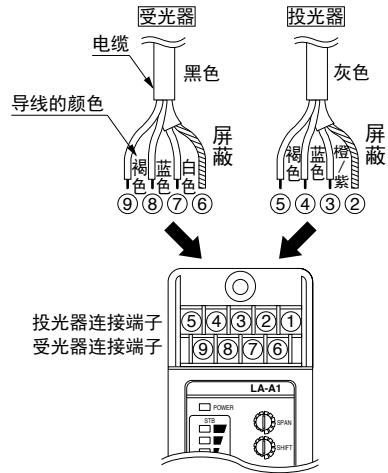 受光器
投光器
电缆
黑色
灰色
导线的颜色
褐色
蓝色
白色
屏蔽
褐色
蓝色
橙/紫
屏蔽
⑨ ⑧ ⑦ ⑥
⑤ ④ ③ ②
投光器连接端子
⑤ ④ ③ ② ①
受光器连接端子
⑨ ⑧ ⑦ ⑥
LA-A1
POWER
STB
SPAN
SHIFT